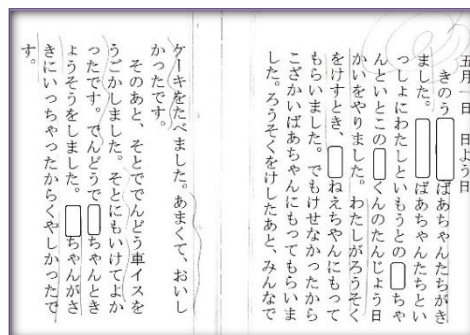 五月一日 日よう日
きのう　ばあちゃんたちがき
ました。　ばあちゃんたちとい
っしょにわたしといもうとの　ちゃ
んといとこの　くんのたんじょう日
かいをやりました。わたしがろうそく
をけすとき、　ねえちゃんにもって
もらいました。でもけせなかったから
こざかいばあちゃんにもってもらいま
した。ろうそくをけしたあと、みんなで
ケーキをたべました。あまくて、おいし
かったです。
そのあと、そとででんどう車イスを
うごかしました。そとにもいけてよか
ったです。でんどうで　ちゃんとき
ょうそうをしました。　ちゃんがさ
きにいっちゃったからくやしかったで
す。